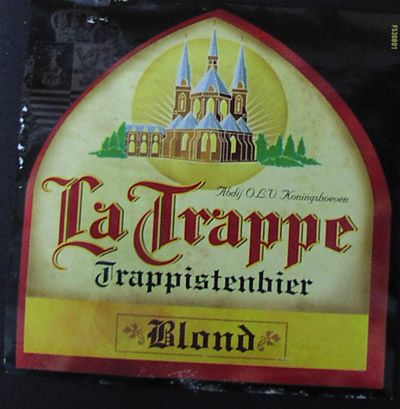 Abdij O.L.V. Koningshoeven
La Trappe
Trappistenbier
Blond